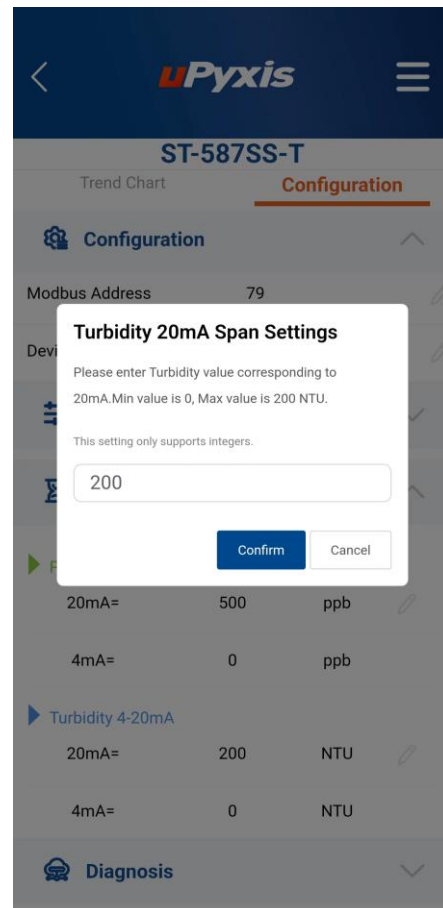 uPyxis
ST-587SS-T
Trend Chart Configuration
Configuration
Modbus Address 79
Devi
Turbidity 20mA Span Settings
Please enter Turbidity value corresponding to
20mA.Min value is 0, Max value is 200 NTU.
This setting only supports integers.
200
Confirm Cancel
20mA= 500 ppb
4mA= 0 ppb
Turbidity 4-20mA
20mA= 200 NTU
4mA= 0 NTU
Diagnosis